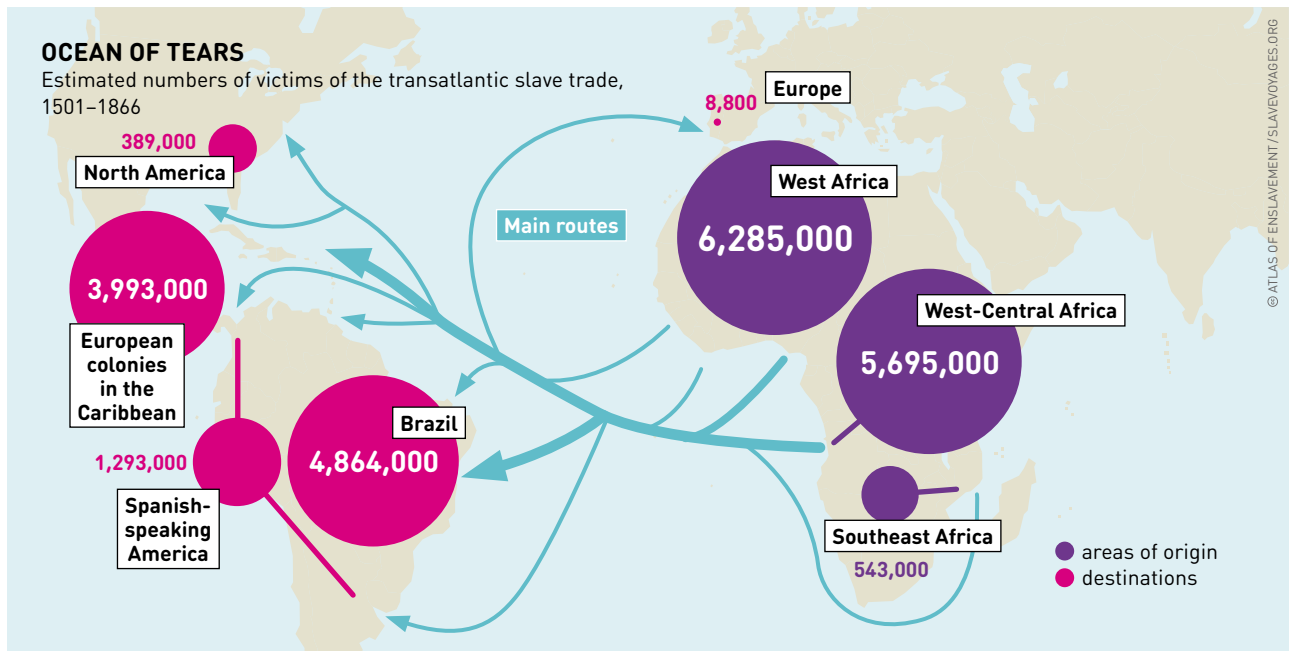 OCEAN OF TEARS
Estimated numbers of victims of the transatlantic slave trade,
1501–1866
389,000
North America
3,993,000
European
colonies
in the
Caribbean
1,293,000
Spanish-
speaking
America
Brazil
4,864,000
Main routes
8,800
Europe
West Africa
6,285,000
West-Central Africa
5,695,000
Southeast Africa
543,000
areas of origin
destinations
🄯 ATLAS OF ENSLAVEMENT / SLAVEVOYAGES.ORG